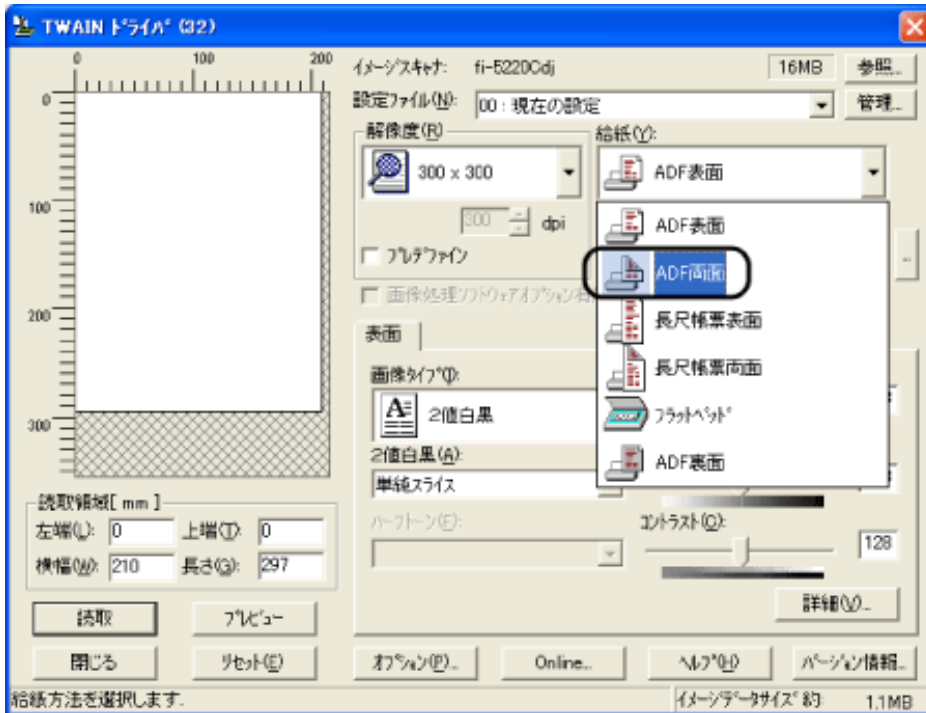 TWAIN ﾄﾞﾗｲﾊﾞ (32)
0 100 200
0
100
200
300
ｲﾒｰｼﾞｽｷｬﾅ: fi-5220Cdj 16MB 参照...
設定ﾌｧｲﾙ(N): 00 : 現在の設定 管理...
解像度(R)
300 x 300
300 dpi
ﾌﾟﾚﾃﾞﾌｧｲﾝ
画像処理ｿﾌﾄｳｪｱｵﾌﾟｼｮﾝ
給紙(Y):
ADF表面
ADF表面
ADF両面
長尺帳票表面
長尺帳票両面
ﾌﾗｯﾄﾍﾞｯﾄﾞ
ADF裏面
...
表面
画像ﾀｲﾌﾟ(I):
2値白黒
2値白黒(A):
単純ｽﾗｲｽ
ﾊｰﾌﾄｰﾝ(F):
ｺﾝﾄﾗｽﾄ(C):
128
詳細(V)...
読取領域[ mm ]
左端(L): 0 上端(T): 0
横幅(W): 210 長さ(G): 297
読取 ﾌﾟﾚﾋﾞｭｰ
閉じる ﾘｾｯﾄ(E) ｵﾌﾟｼｮﾝ(P)... Online... ﾍﾙﾌﾟ(H) ﾊﾞｰｼﾞｮﾝ情報...
給紙方法を選択します. ｲﾒｰｼﾞﾃﾞｰﾀｻｲｽﾞ約 1.1MB